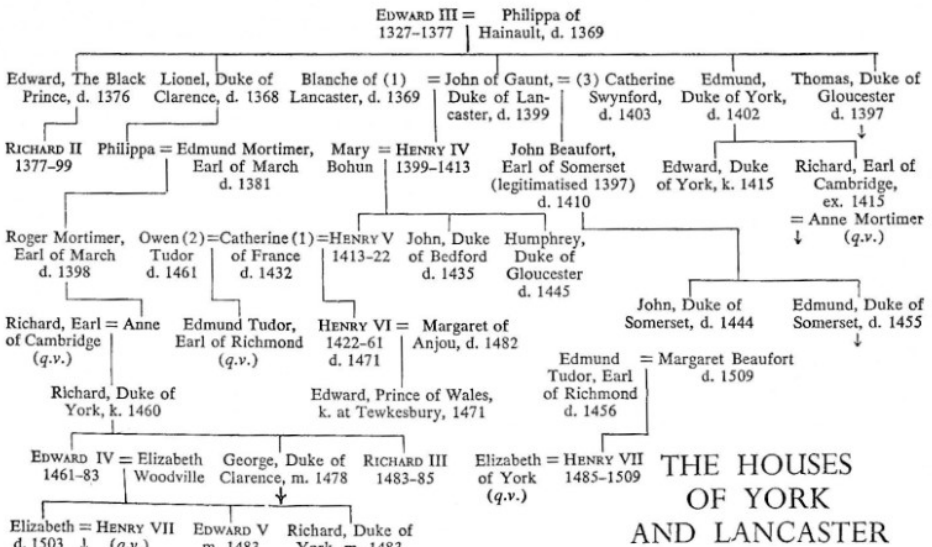 EDWARD III = Philippa of
1327–1377 Hainault, d. 1369
Edward, The Black Lionel, Duke of Blanche of (1) = John of Gaunt, = (3) Catherine Edmund, Thomas, Duke of
Prince, d. 1376 Clarence, d. 1368 Lancaster, d. 1369 Duke of Lan- Swynford, Duke of York, Gloucester
caster, d. 1399 d. 1403 d. 1402 d. 1397
RICHARD II Philippa = Edmund Mortimer, Mary = HENRY IV John Beaufort, Edward, Duke Richard, Earl of
1377–99 Earl of March Bohun 1399–1413 Earl of Somerset of York, k. 1415 Cambridge,
d. 1381 (legitimatised 1397) ex. 1415
d. 1410 = Anne Mortimer
(q.v.)
Roger Mortimer, Owen (2) = Catherine (1) = HENRY V John, Duke Humphrey,
Earl of March Tudor of France 1413–22 of Bedford Duke of
d. 1398 d. 1461 d. 1432 d. 1435 Gloucester
d. 1445
John, Duke of Edmund, Duke of
Somerset, d. 1444 Somerset, d. 1455
Richard, Earl = Anne Edmund Tudor, HENRY VI = Margaret of
of Cambridge Earl of Richmond 1422–61 Anjou, d. 1482
(q.v.) (q.v.) d. 1471
Edmund = Margaret Beaufort
Tudor, Earl d. 1509
of Richmond
d. 1456
Richard, Duke of Edward, Prince of Wales,
York, k. 1460 k. at Tewkesbury, 1471
EDWARD IV = Elizabeth George, Duke of RICHARD III Elizabeth = HENRY VII
1461–83 Woodville Clarence, m. 1478 1483–85 of York 1485–1509
(q.v.)
THE HOUSES
OF YORK
AND LANCASTER
Elizabeth = HENRY VII EDWARD V Richard, Duke of
d. 1503 (q.v.) m. 1483 York, m. 1483